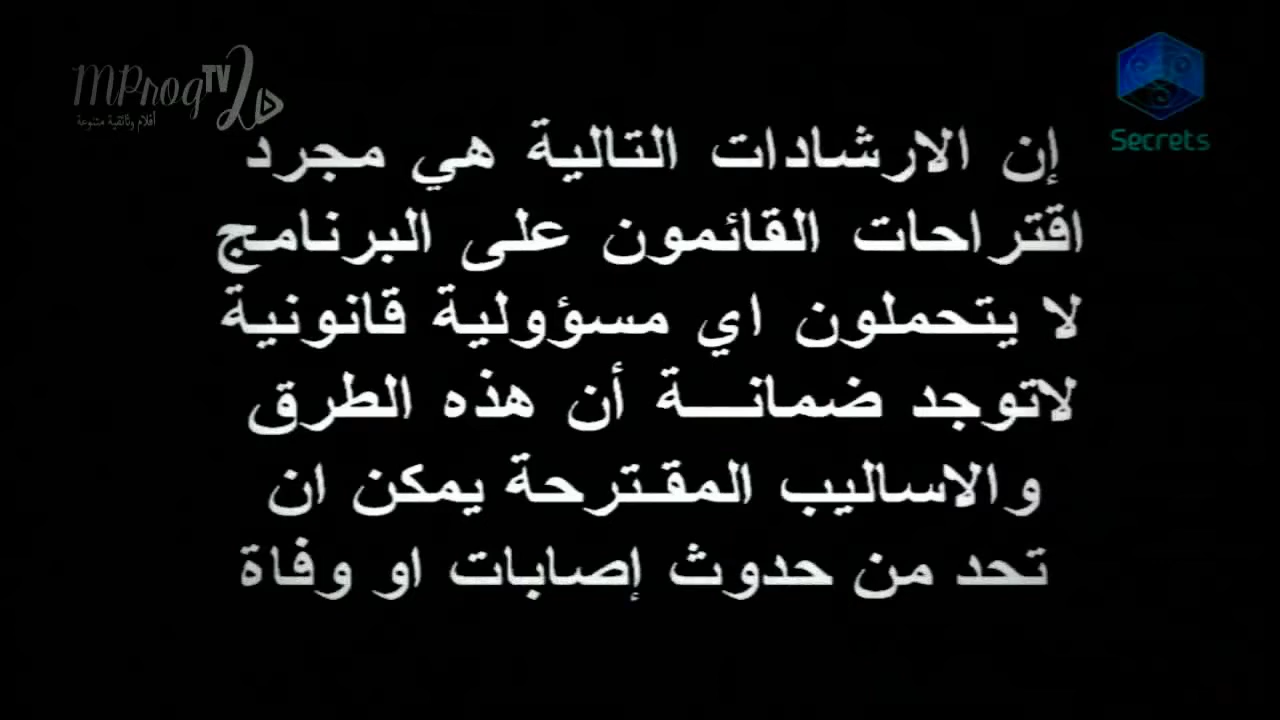 MProgTV2
أفلام وثائقية متنوعة
Secrets
إن الارشادات التالية هي مجرد
اقتراحات القائمون على البرنامج
لا يتحملون اي مسؤولية قانونية
لاتوجد ضمانـــة أن هذه الطرق
والاساليب المقترحة يمكن ان
تحد من حدوث إصابات او وفاة